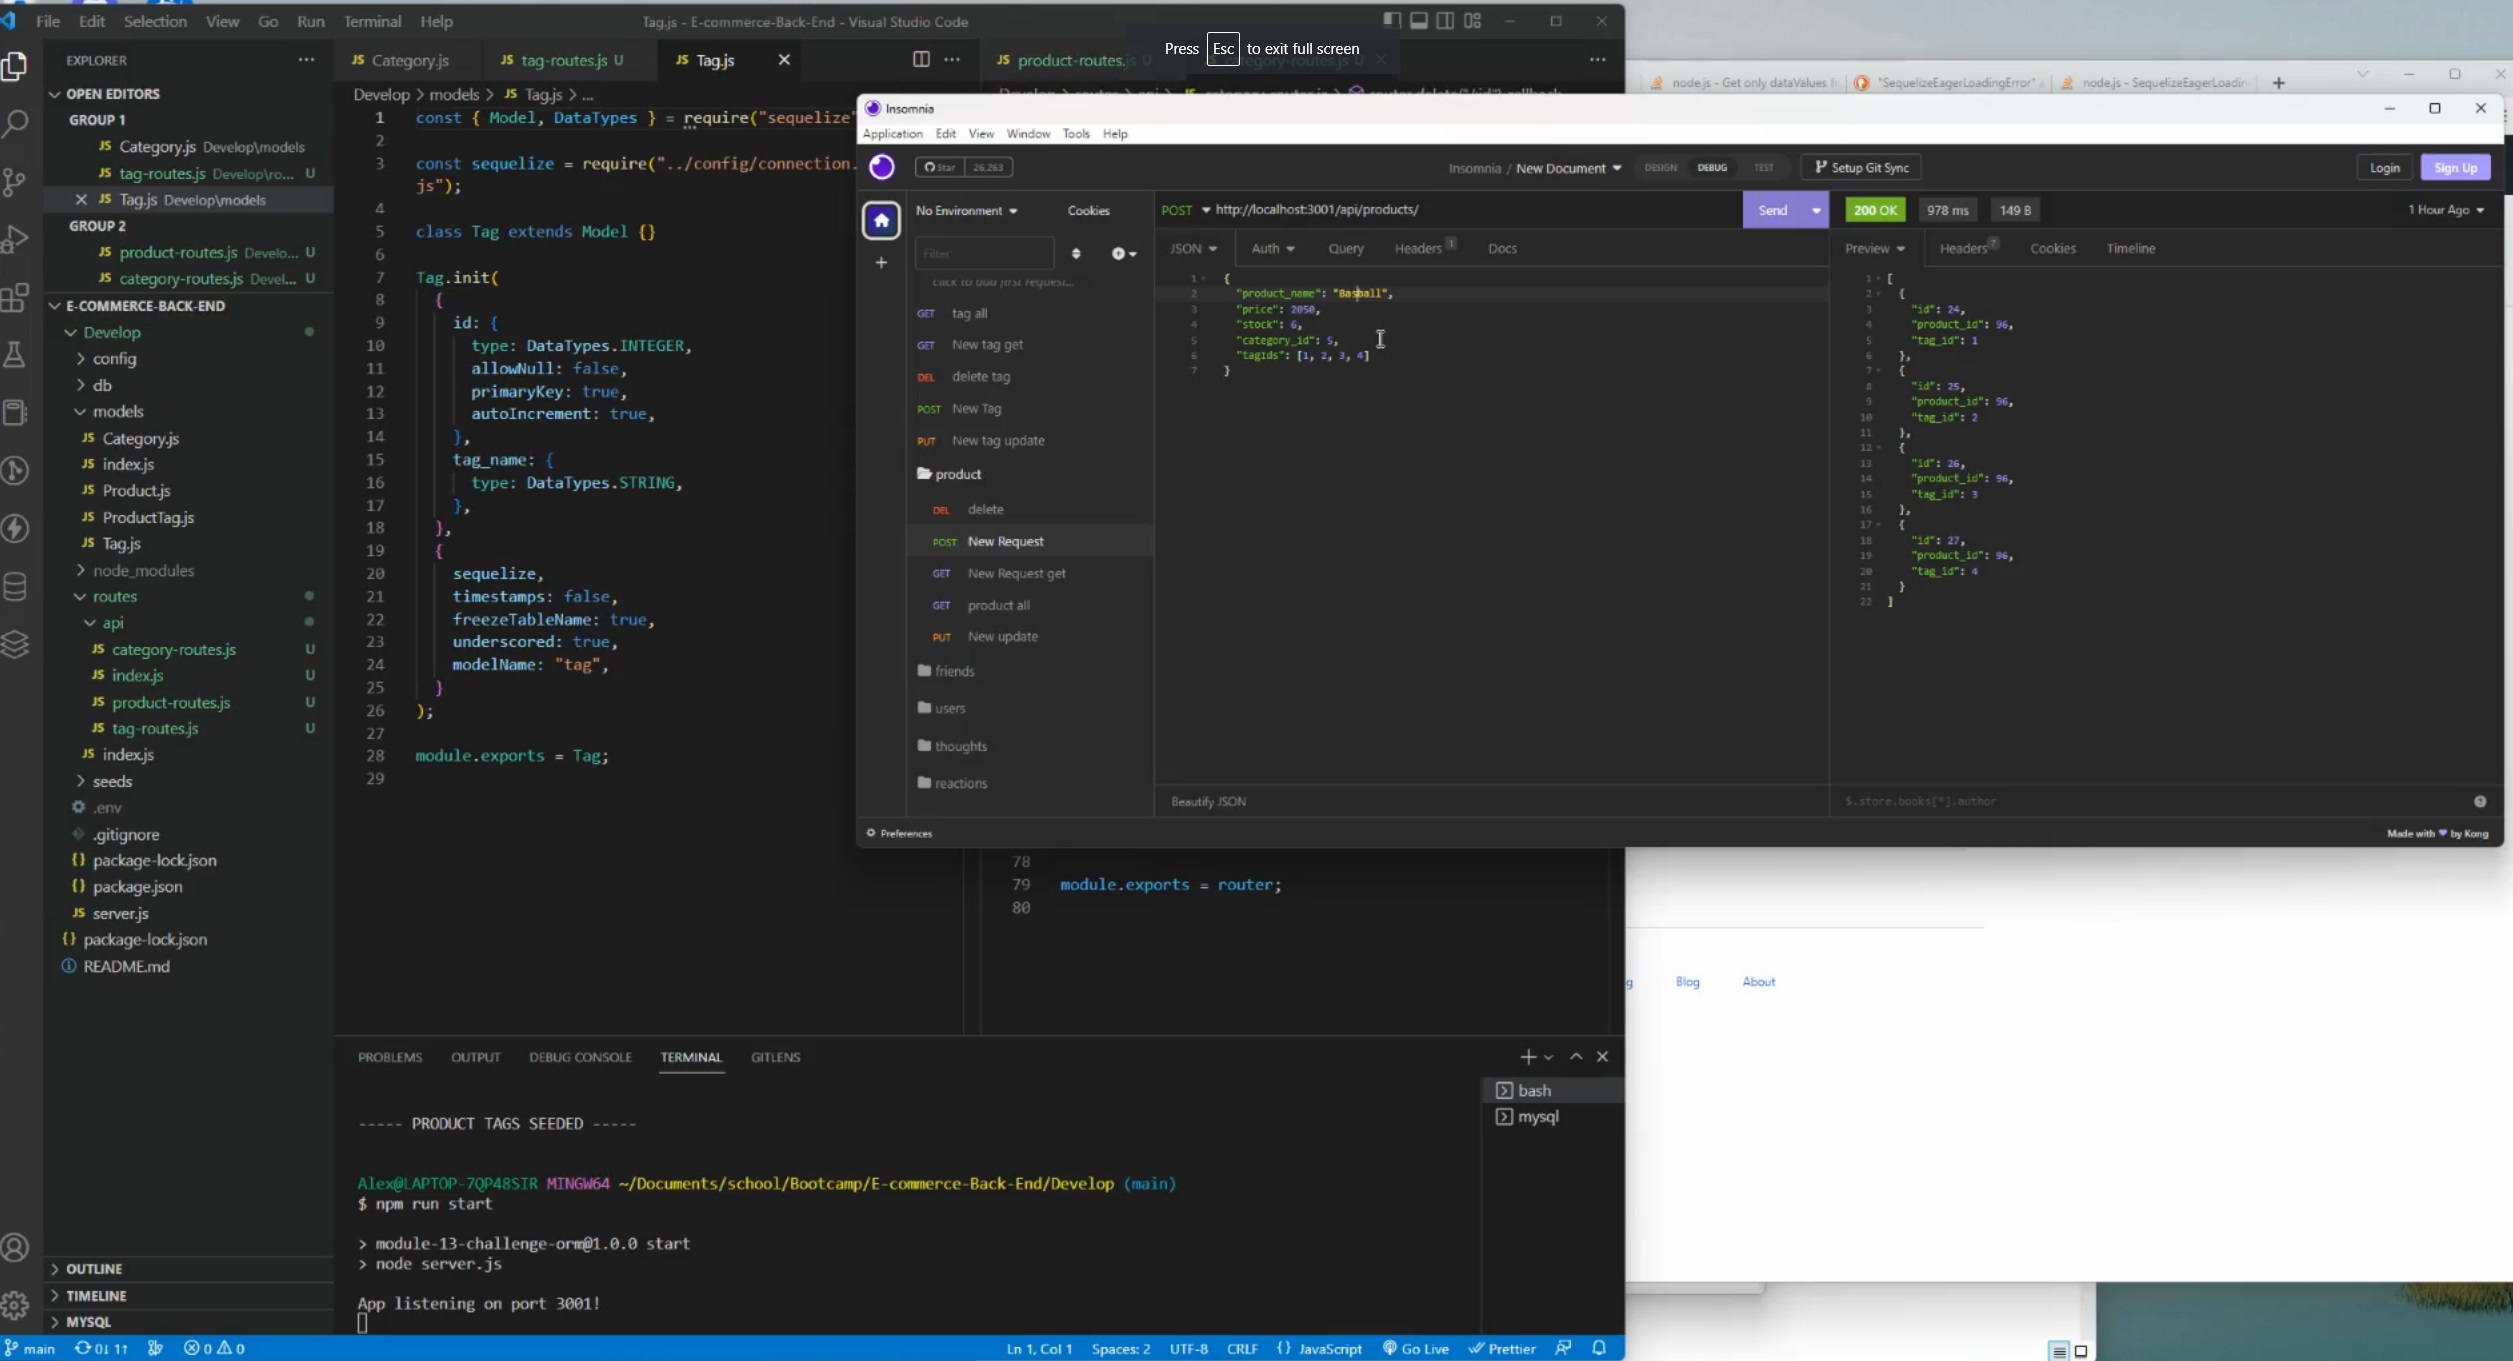 File Edit Selection View Go Run Terminal Help
Tag.js - E-commerce-Back-End - Visual Studio Code
Press Esc to exit full screen
EXPLORER
OPEN EDITORS
GROUP 1
JS Category.js Develop\models
JS tag-routes.js Develop\ro... U
JS Tag.js Develop\models
GROUP 2
JS product-routes.js Develo... U
JS category-routes.js Devel... U
E-COMMERCE-BACK-END
Develop
config
db
models
JS Category.js
JS index.js
JS Product.js
JS ProductTag.js
JS Tag.js
node_modules
routes
api
JS category-routes.js U
JS index.js U
JS product-routes.js U
JS tag-routes.js U
JS index.js
seeds
.env
.gitignore
{} package-lock.json
{} package.json
JS server.js
{} package-lock.json
README.md
OUTLINE
TIMELINE
MYSQL
JS Category.js
JS tag-routes.js U
JS Tag.js
JS product-routes.js U
category-routes.js U
Develop > models > JS Tag.js > ...
1 const { Model, DataTypes } = require("sequelize"
2
3 const sequelize = require("../config/connection.
js");
4
5 class Tag extends Model {}
6
7 Tag.init(
8 {
9 id: {
10 type: DataTypes.INTEGER,
11 allowNull: false,
12 primaryKey: true,
13 autoIncrement: true,
14 },
15 tag_name: {
16 type: DataTypes.STRING,
17 },
18 },
19 {
20 sequelize,
21 timestamps: false,
22 freezeTableName: true,
23 underscored: true,
24 modelName: "tag",
25 }
26 );
27
28 module.exports = Tag;
29
78
79 module.exports = router;
80
node.js - Get only dataValues
"SequelizeEagerLoadingError"
node.js - SequelizeEagerLoading
Insomnia
Application Edit View Window Tools Help
Star 26,263
Insomnia / New Document
DESIGN DEBUG TEST
Setup Git Sync
Login
Sign Up
No Environment
Cookies
Filter
click to add first request...
GET tag all
GET New tag get
DEL delete tag
POST New Tag
PUT New tag update
product
DEL delete
POST New Request
GET New Request get
GET product all
PUT New update
friends
users
thoughts
reactions
Preferences
POST http://localhost:3001/api/products/
Send
JSON Auth Query Headers 1 Docs
1 {
2 "product_name": "Basball",
3 "price": 2050,
4 "stock": 6,
5 "category_id": 5,
6 "tagIds": [1, 2, 3, 4]
7 }
Beautify JSON
200 OK 978 ms 149 B
1 Hour Ago
Preview Headers 7 Cookies Timeline
1 [
2 {
3 "id": 24,
4 "product_id": 96,
5 "tag_id": 1
6 },
7 {
8 "id": 25,
9 "product_id": 96,
10 "tag_id": 2
11 },
12 {
13 "id": 26,
14 "product_id": 96,
15 "tag_id": 3
16 },
17 {
18 "id": 27,
19 "product_id": 96,
20 "tag_id": 4
21 }
22 ]
$.store.books[*].author
Made with ♥ by Kong
Blog About
PROBLEMS OUTPUT DEBUG CONSOLE TERMINAL GITLENS
bash
mysql
----- PRODUCT TAGS SEEDED -----
Alex@LAPTOP-7QP48SIR MINGW64 ~/Documents/school/Bootcamp/E-commerce-Back-End/Develop (main)
$ npm run start
> module-13-challenge-orm@1.0.0 start
> node server.js
App listening on port 3001!
main 0↓ 1↑ 0 0
Ln 1, Col 1 Spaces: 2 UTF-8 CRLF {} JavaScript Go Live Prettier